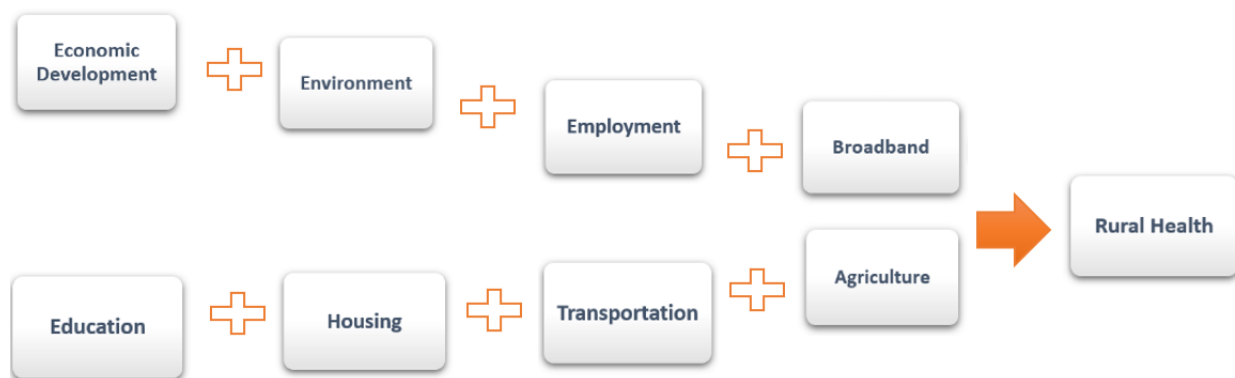 Economic
Development
Environment
Employment
Broadband
Rural Health
Education
Housing
Transportation
Agriculture